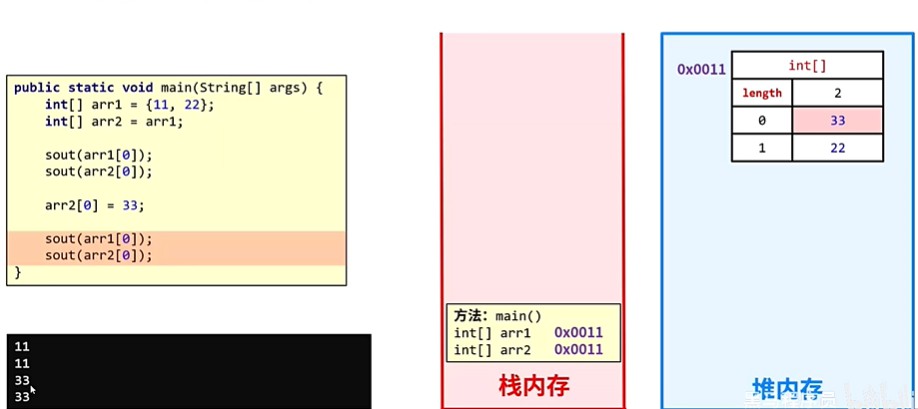 public static void main(String[] args) {
int[] arr1 = {11, 22};
int[] arr2 = arr1;
sout(arr1[0]);
sout(arr2[0]);
arr2[0] = 33;
sout(arr1[0]);
sout(arr2[0]);
}
11
11
33
33
方法: main()
int[] arr1 0x0011
int[] arr2 0x0011
栈内存
0x0011
int[]
length 2
0 33
1 22
堆内存